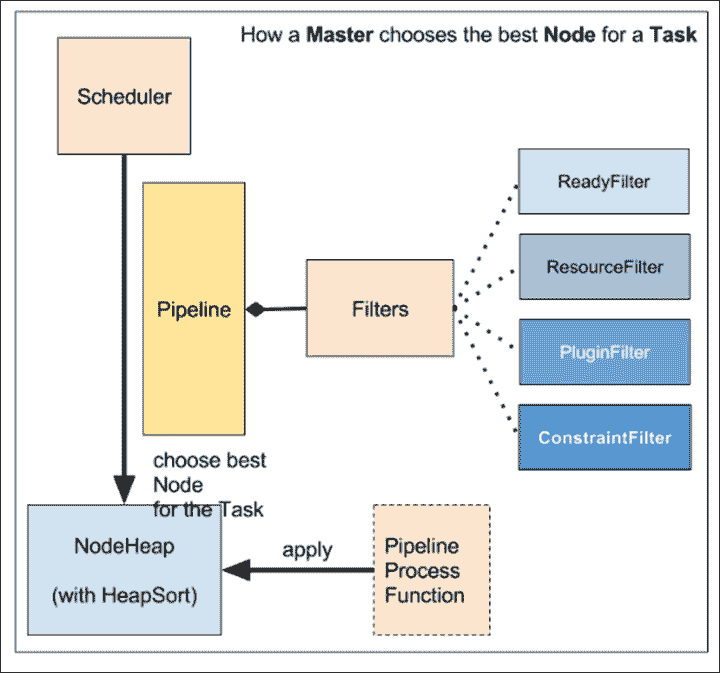 How a Master chooses the best Node for a Task
Scheduler
ReadyFilter
ResourceFilter
Pipeline
Filters
PluginFilter
ConstraintFilter
choose best
Node
for the Task
NodeHeap
(with HeapSort)
apply
Pipeline
Process
Function